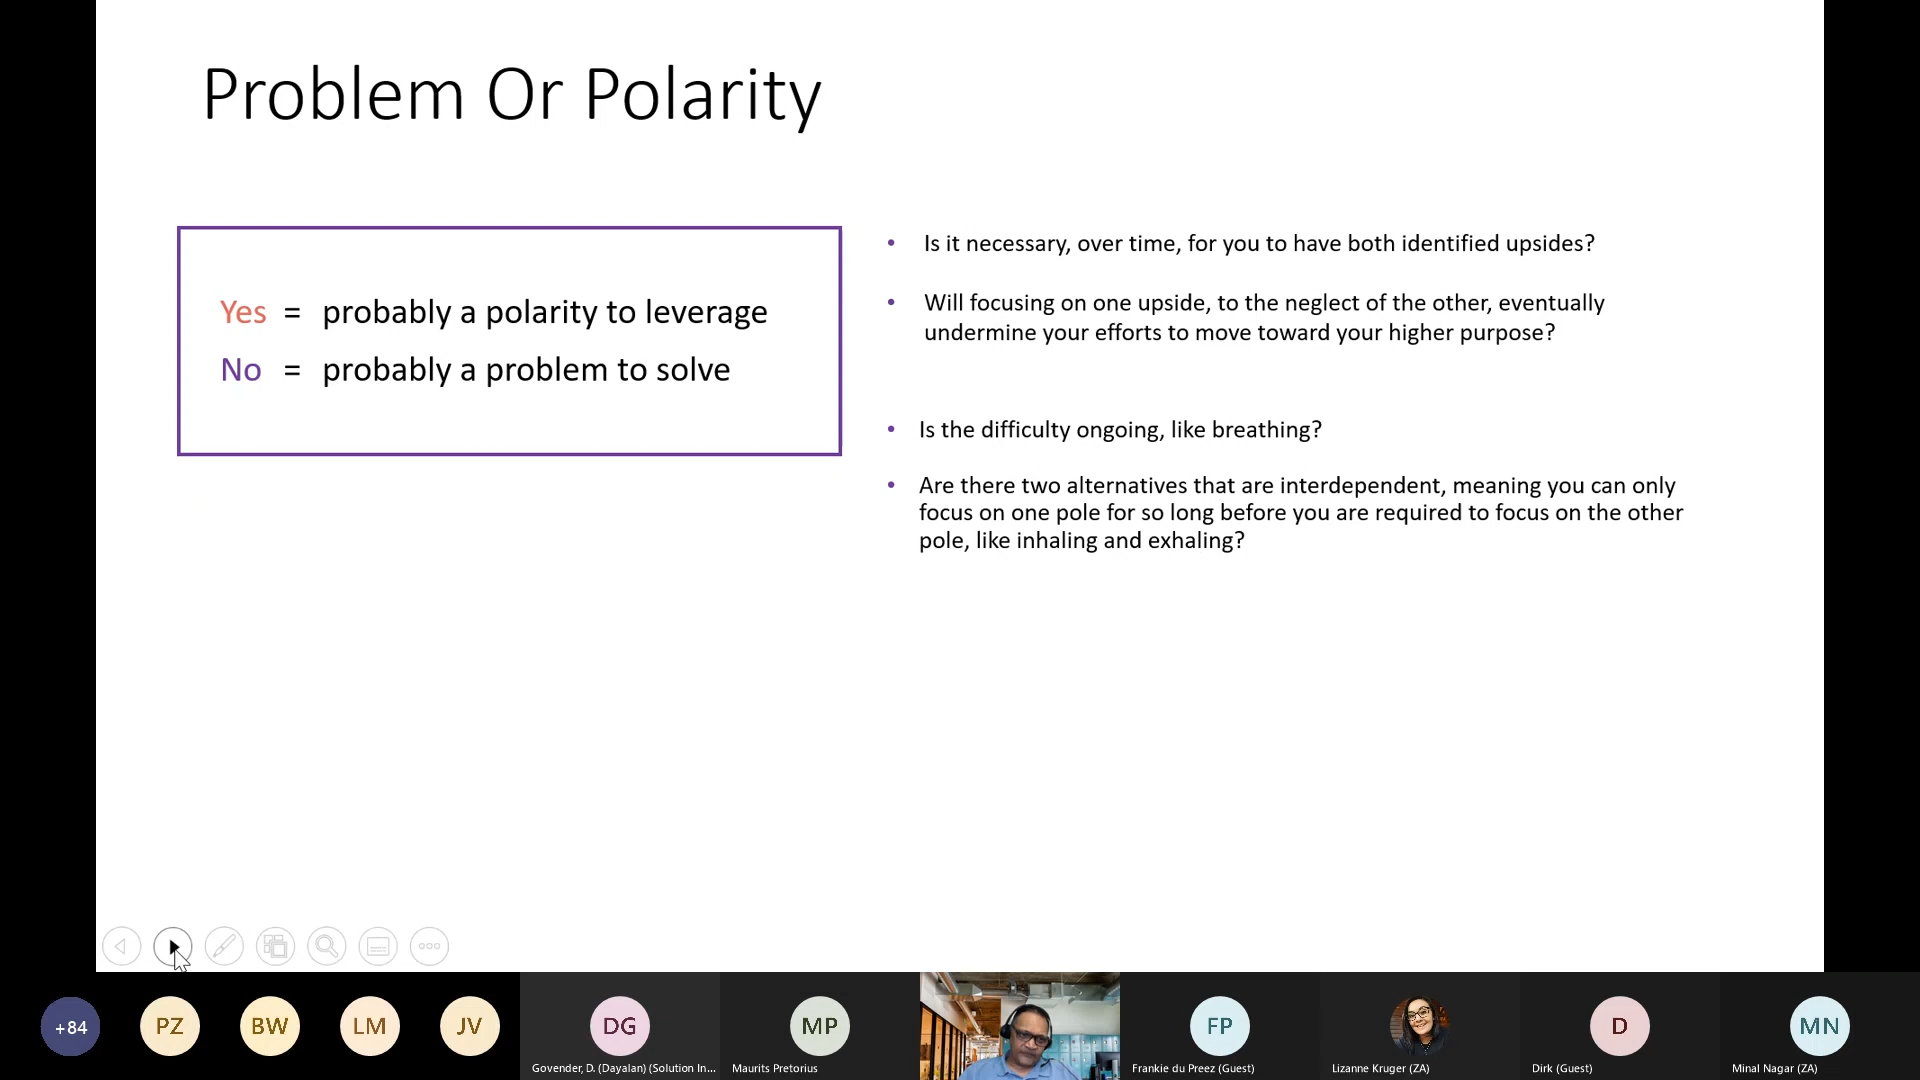 Problem Or Polarity
Yes = probably a polarity to leverage
No = probably a problem to solve
• Is it necessary, over time, for you to have both identified upsides?
• Will focusing on one upside, to the neglect of the other, eventually
undermine your efforts to move toward your higher purpose?
• Is the difficulty ongoing, like breathing?
• Are there two alternatives that are interdependent, meaning you can only
focus on one pole for so long before you are required to focus on the other
pole, like inhaling and exhaling?
+84
PZ
BW
LM
JV
DG
Govender, D. (Dayalan) (Solution In...
MP
Maurits Pretorius
FP
Frankie du Preez (Guest)
Lizanne Kruger (ZA)
D
Dirk (Guest)
MN
Minal Nagar (ZA)